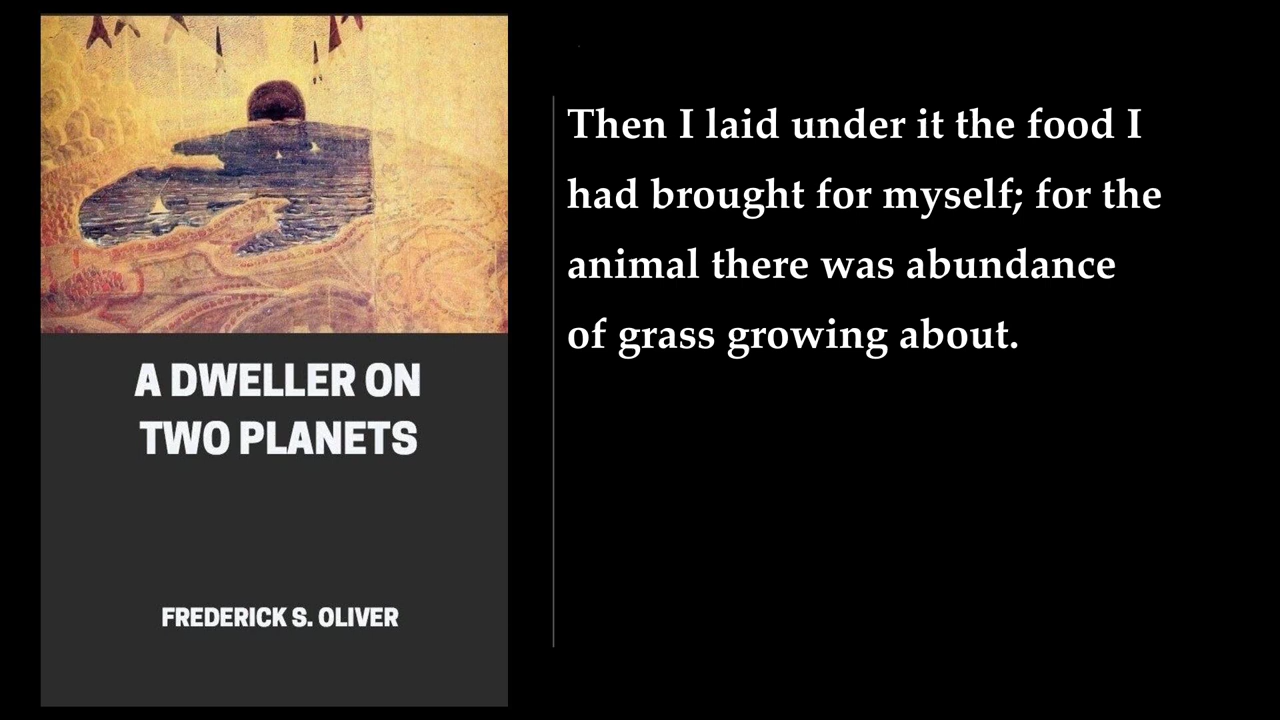 A DWELLER ON
TWO PLANETS
FREDERICK S. OLIVER
Then I laid under it the food I
had brought for myself; for the
animal there was abundance
of grass growing about.